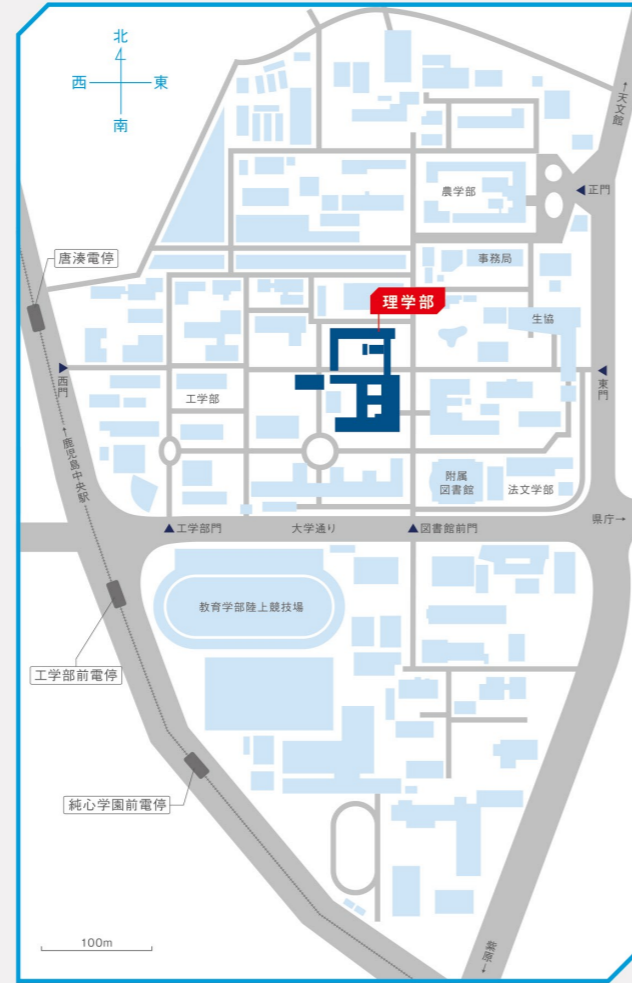 北
西
東
南
↑天文館
農学部
◀正門
事務局
唐湊電停
理学部
生協
▲西門
工学部
◀東門
←鹿児島中央駅
附属
図書館
法文学部
県庁→
▲工学部門
大学通り
▲図書館前門
教育学部陸上競技場
工学部前電停
純心学園前電停
100m
紫原→